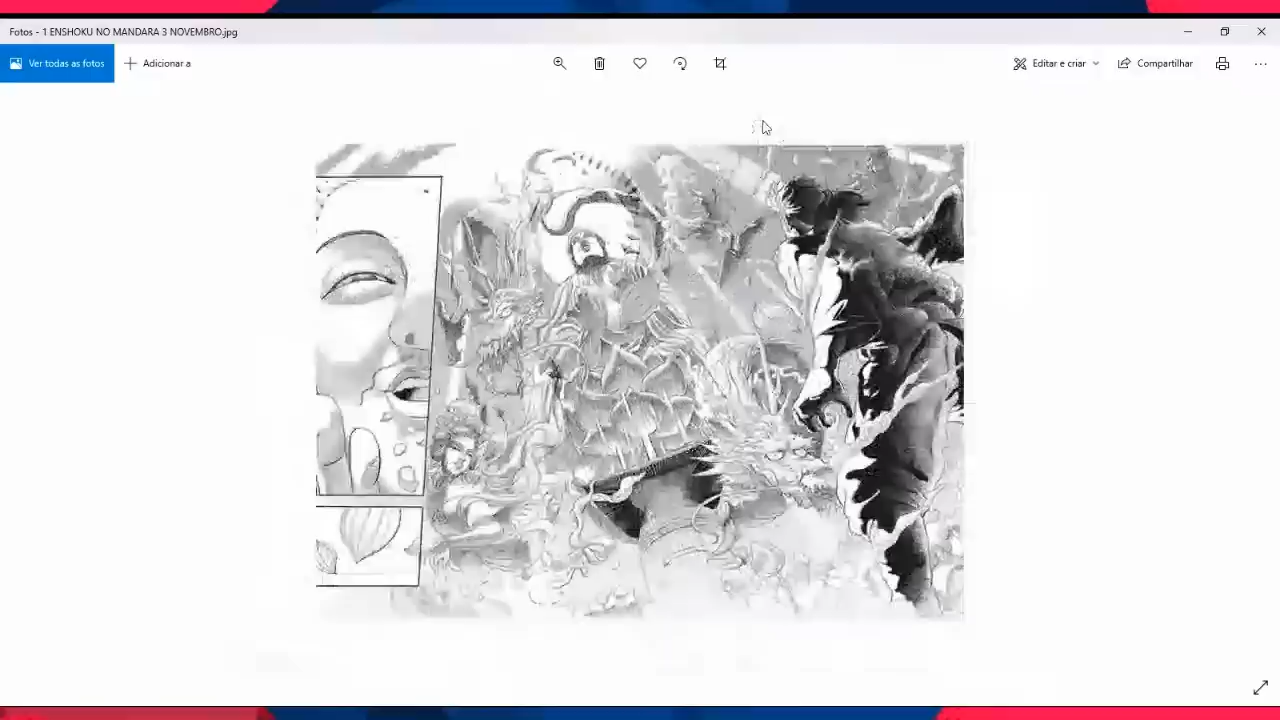 Fotos - 1 ENSHOKU NO MANDARA 3 NOVEMBRO.jpg
Ver todas as fotos
Adicionar a
Editar e criar
Compartilhar